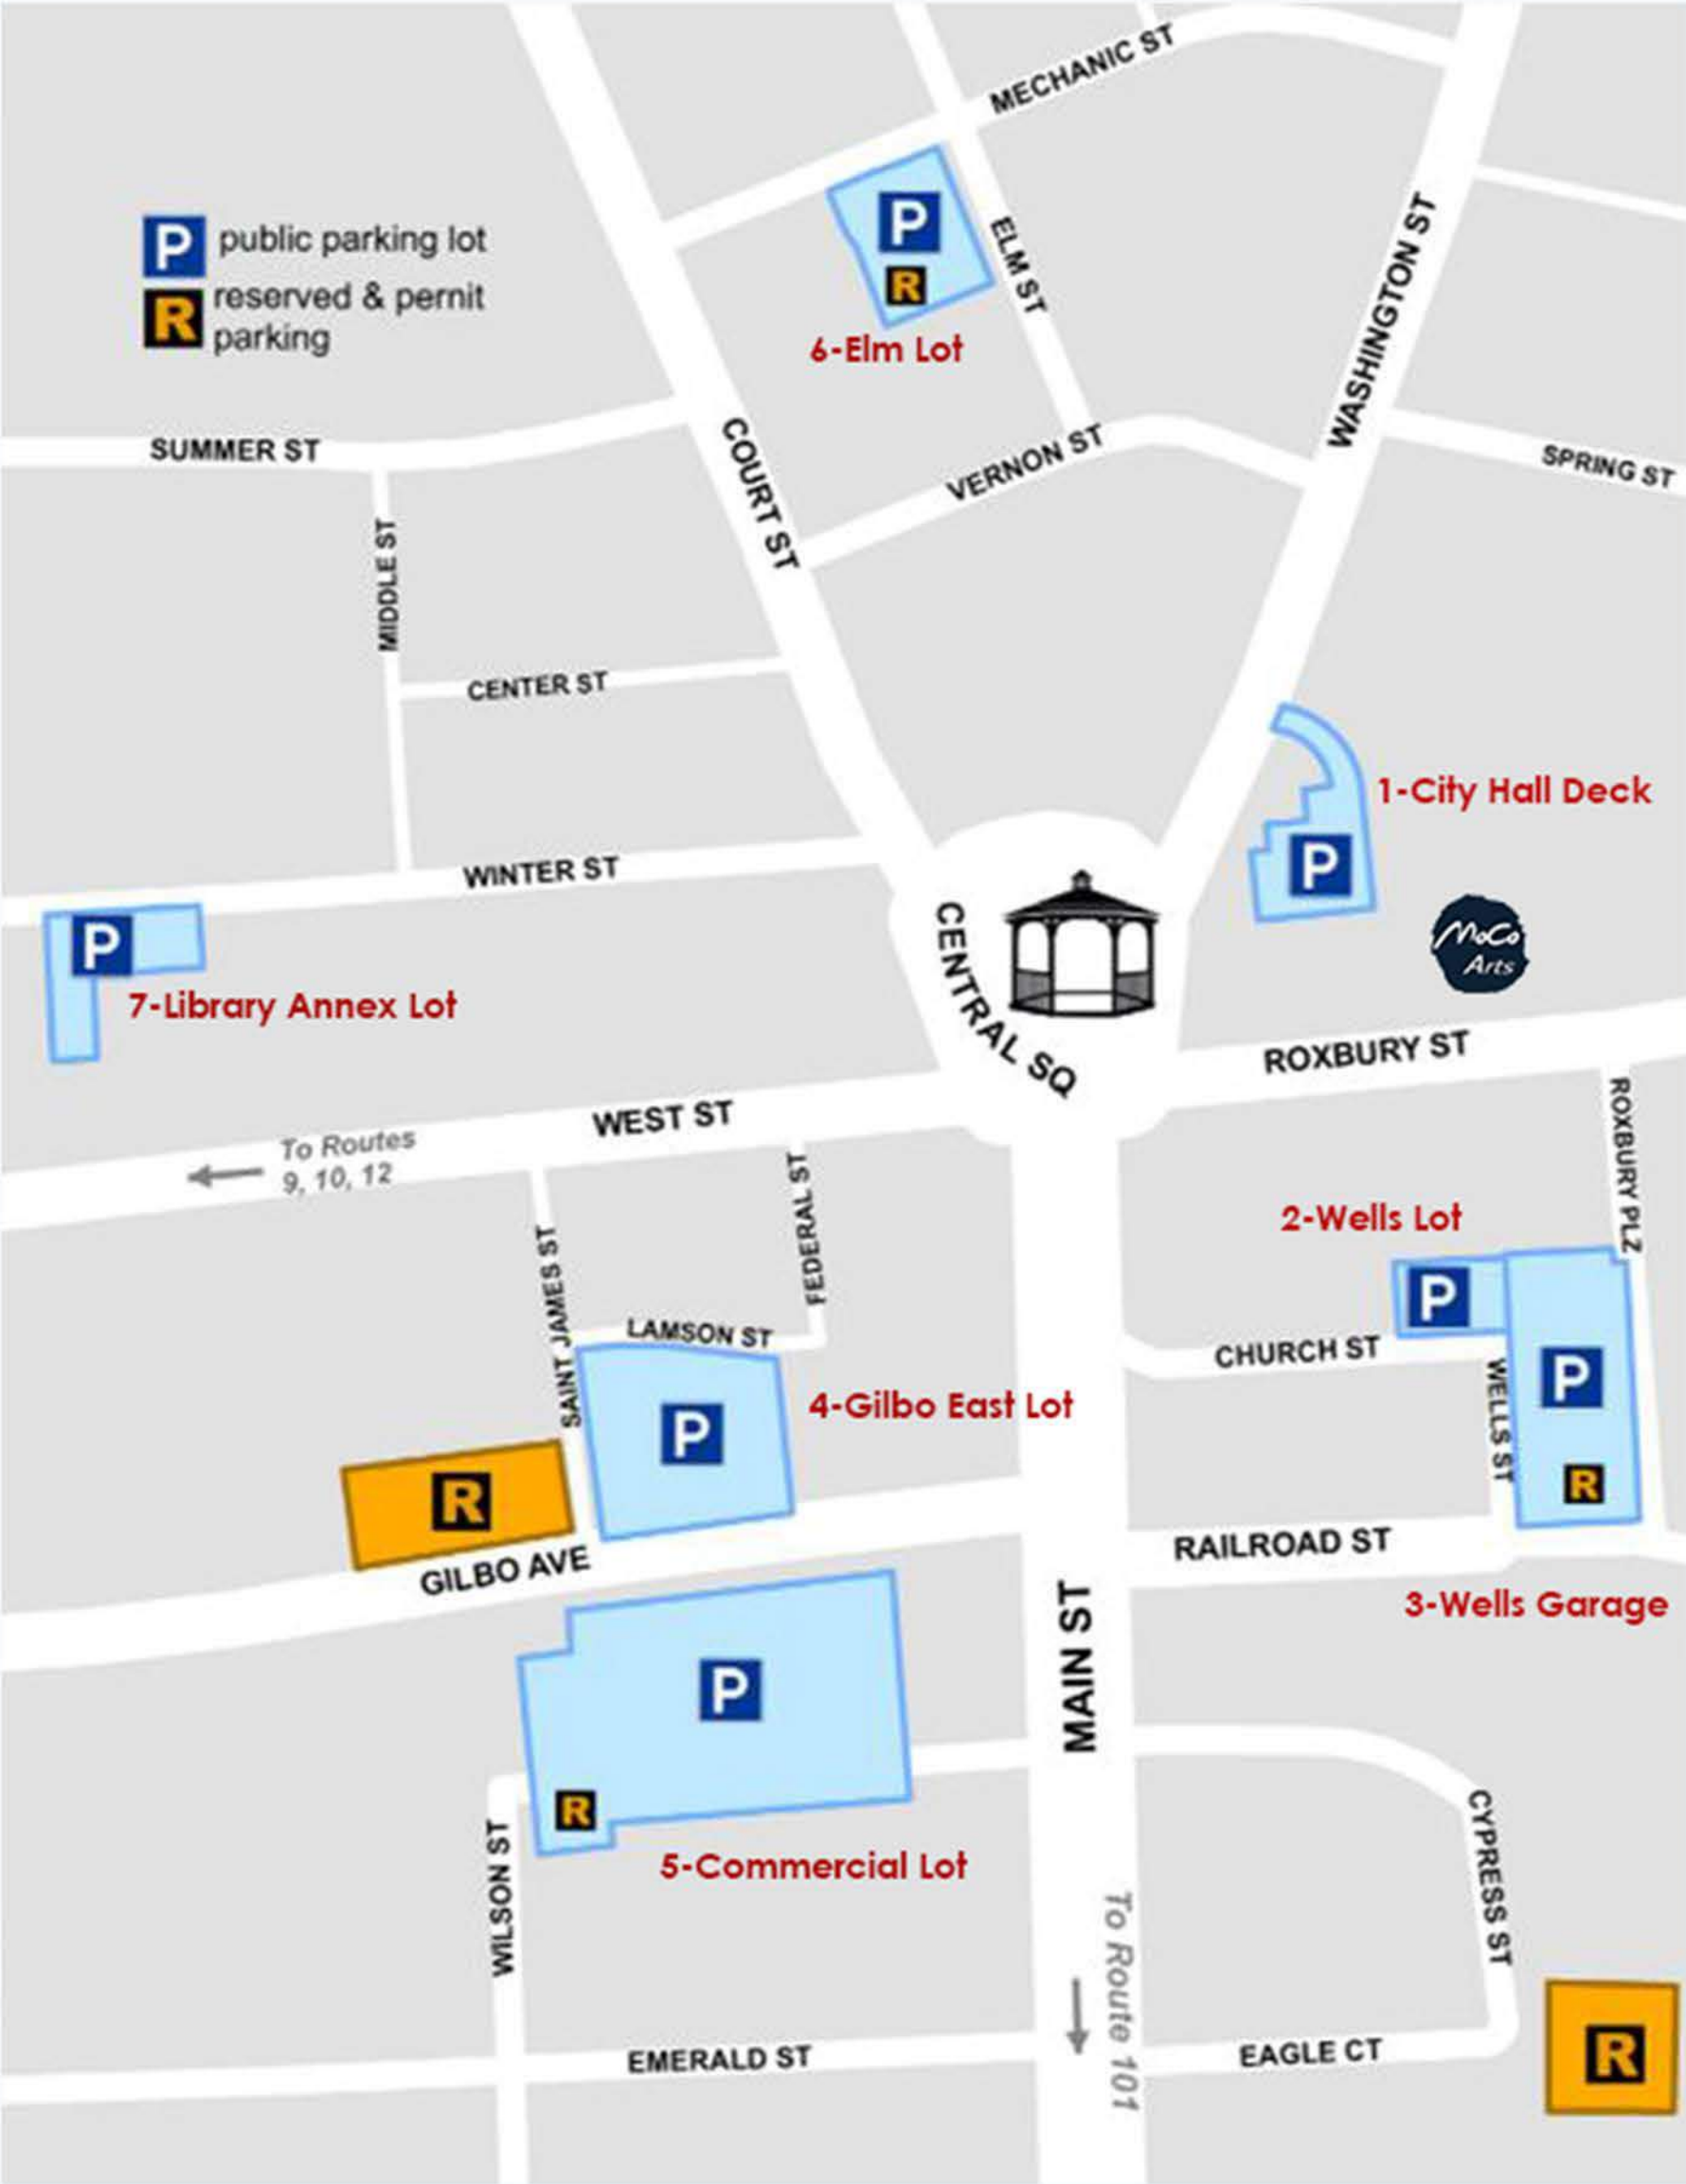 MECHANIC ST
P public parking lot
R reserved & pernit
parking
P
R
ELM ST
6-Elm Lot
WASHINGTON ST
SUMMER ST
COURT ST
VERNON ST
SPRING ST
MIDDLE ST
CENTER ST
1-City Hall Deck
P
WINTER ST
CENTRAL SQ
MoCo
Arts
P
7-Library Annex Lot
ROXBURY ST
WEST ST
To Routes
9, 10, 12
ROXBURY PLZ
FEDERAL ST
2-Wells Lot
SAINT JAMES ST
LAMSON ST
P
CHURCH ST
P
WELLS ST
R
4-Gilbo East Lot
P
R
GILBO AVE
RAILROAD ST
3-Wells Garage
MAIN ST
P
R
5-Commercial Lot
WILSON ST
CYPRESS ST
To Route 101
EMERALD ST
EAGLE CT
R